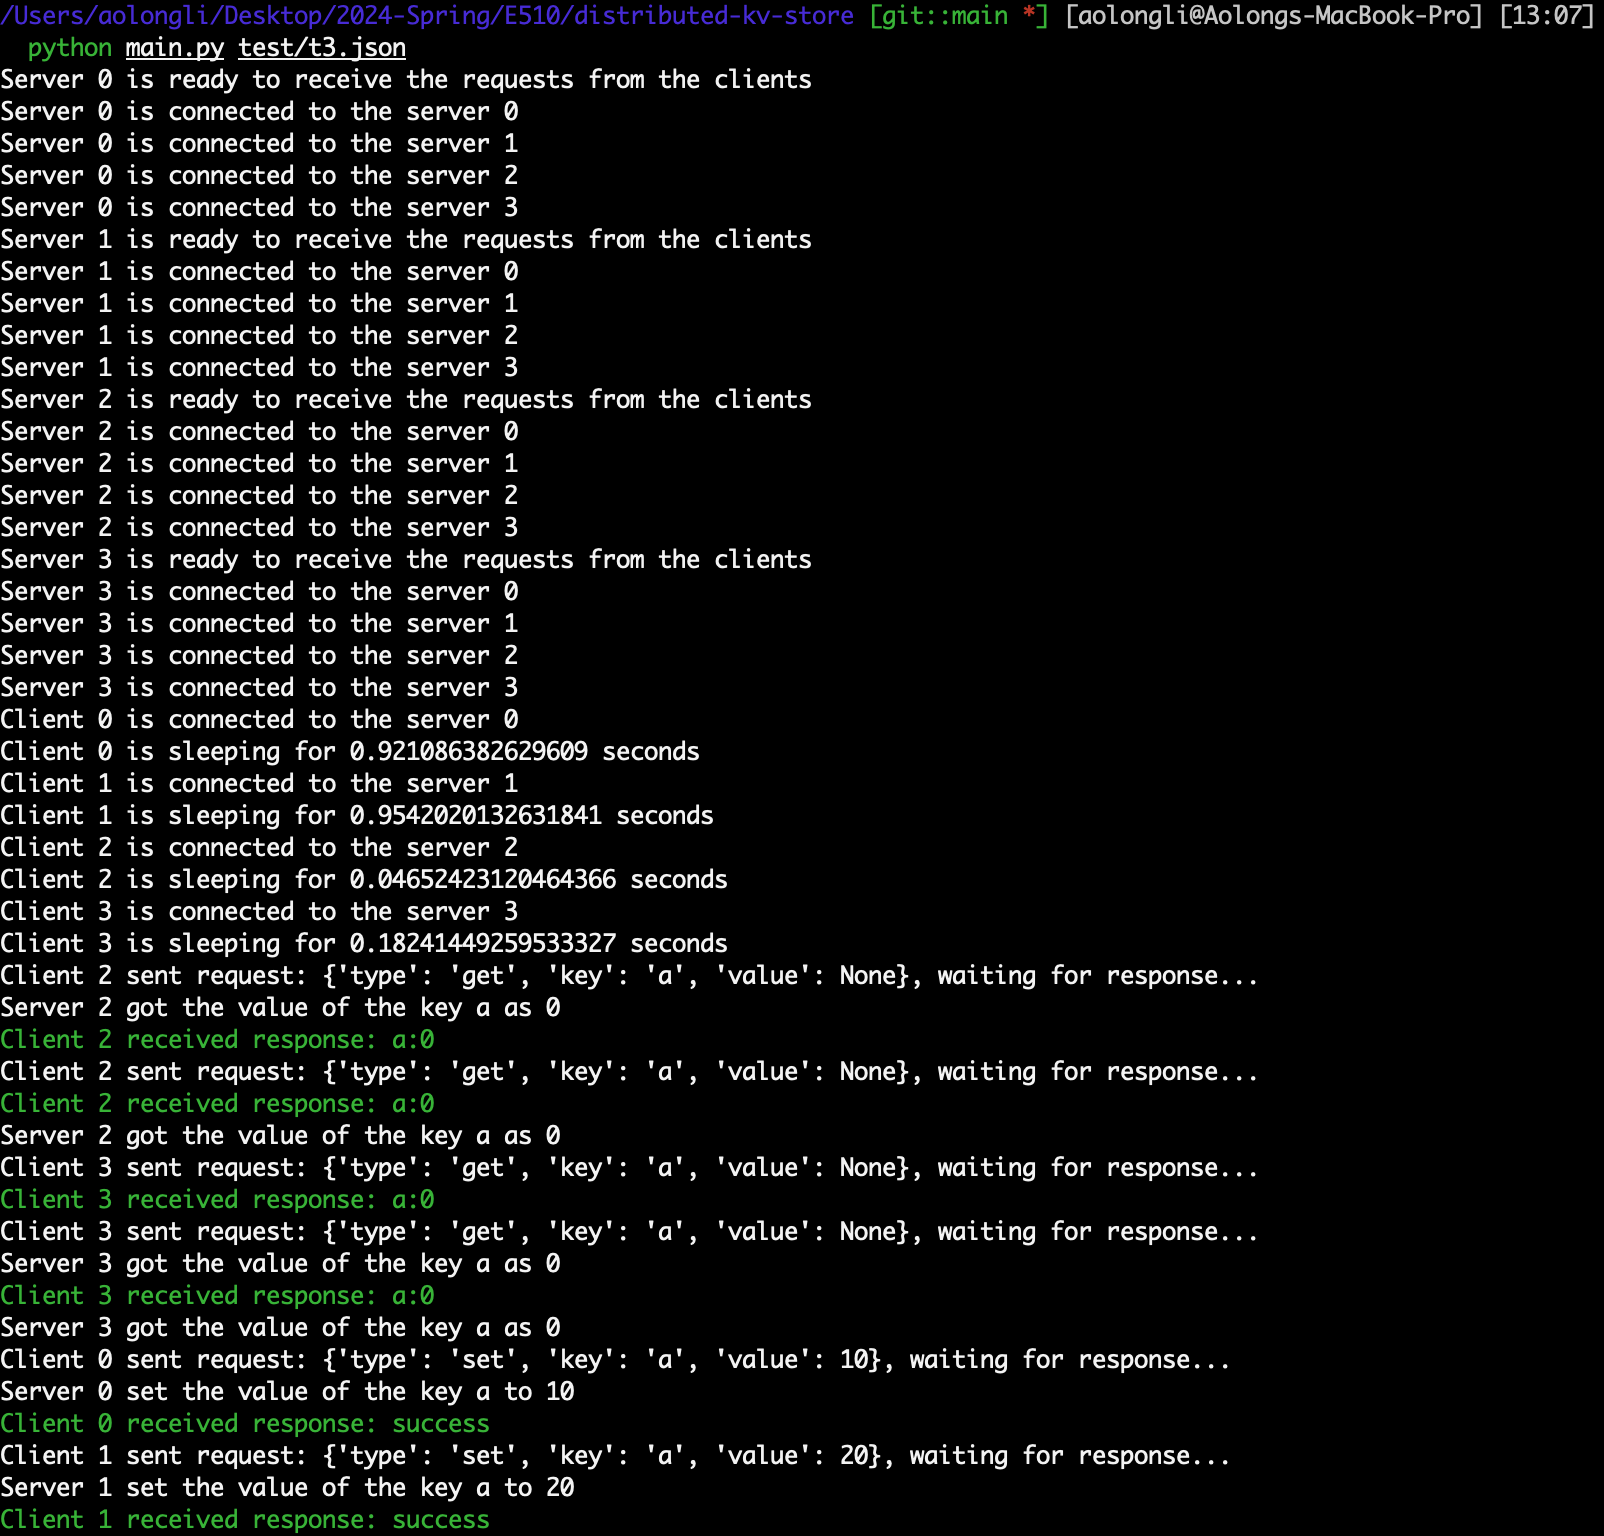 /Users/aolongli/Desktop/2024-Spring/E510/distributed-kv-store [git::main *] [aolongli@Aolongs-MacBook-Pro] [13:07]
python main.py test/t3.json
Server 0 is ready to receive the requests from the clients
Server 0 is connected to the server 0
Server 0 is connected to the server 1
Server 0 is connected to the server 2
Server 0 is connected to the server 3
Server 1 is ready to receive the requests from the clients
Server 1 is connected to the server 0
Server 1 is connected to the server 1
Server 1 is connected to the server 2
Server 1 is connected to the server 3
Server 2 is ready to receive the requests from the clients
Server 2 is connected to the server 0
Server 2 is connected to the server 1
Server 2 is connected to the server 2
Server 2 is connected to the server 3
Server 3 is ready to receive the requests from the clients
Server 3 is connected to the server 0
Server 3 is connected to the server 1
Server 3 is connected to the server 2
Server 3 is connected to the server 3
Client 0 is connected to the server 0
Client 0 is sleeping for 0.921086382629609 seconds
Client 1 is connected to the server 1
Client 1 is sleeping for 0.9542020132631841 seconds
Client 2 is connected to the server 2
Client 2 is sleeping for 0.04652423120464366 seconds
Client 3 is connected to the server 3
Client 3 is sleeping for 0.18241449259533327 seconds
Client 2 sent request: {'type': 'get', 'key': 'a', 'value': None}, waiting for response...
Server 2 got the value of the key a as 0
Client 2 received response: a:0
Client 2 sent request: {'type': 'get', 'key': 'a', 'value': None}, waiting for response...
Client 2 received response: a:0
Server 2 got the value of the key a as 0
Client 3 sent request: {'type': 'get', 'key': 'a', 'value': None}, waiting for response...
Client 3 received response: a:0
Client 3 sent request: {'type': 'get', 'key': 'a', 'value': None}, waiting for response...
Server 3 got the value of the key a as 0
Client 3 received response: a:0
Server 3 got the value of the key a as 0
Client 0 sent request: {'type': 'set', 'key': 'a', 'value': 10}, waiting for response...
Server 0 set the value of the key a to 10
Client 0 received response: success
Client 1 sent request: {'type': 'set', 'key': 'a', 'value': 20}, waiting for response...
Server 1 set the value of the key a to 20
Client 1 received response: success